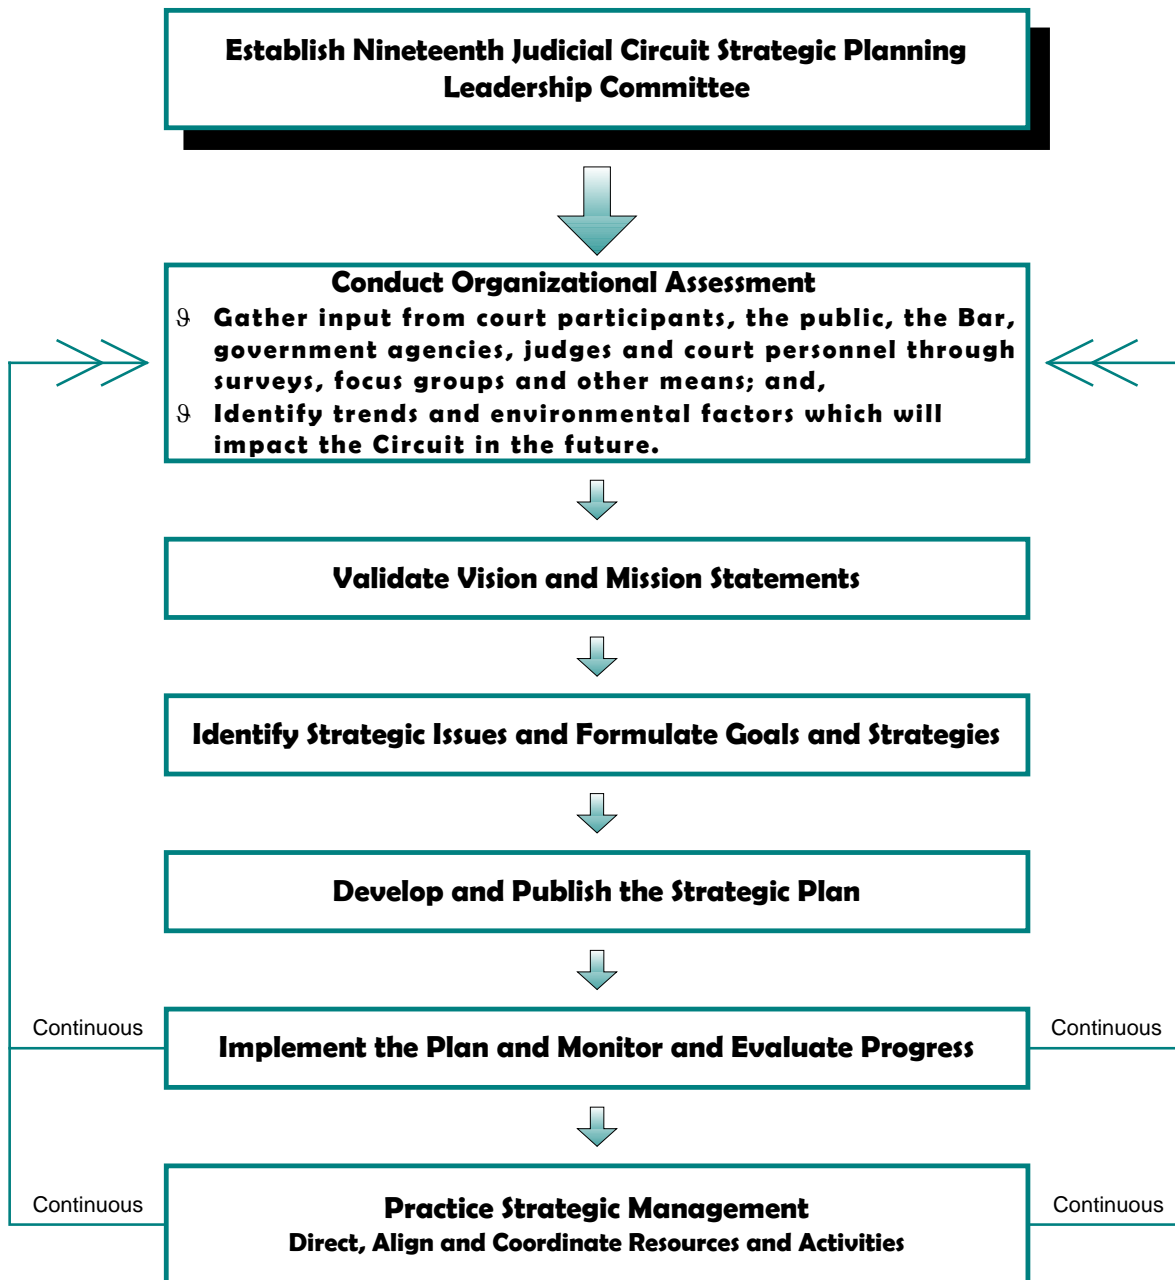 Establish Nineteenth Judicial Circuit Strategic Planning
Leadership Committee
Conduct Organizational Assessment
ϑ Gather input from court participants, the public, the Bar,
government agencies, judges and court personnel through
surveys, focus groups and other means; and,
ϑ Identify trends and environmental factors which will
impact the Circuit in the future.
Validate Vision and Mission Statements
Identify Strategic Issues and Formulate Goals and Strategies
Develop and Publish the Strategic Plan
Continuous
Implement the Plan and Monitor and Evaluate Progress
Continuous
Continuous
Practice Strategic Management
Direct, Align and Coordinate Resources and Activities
Continuous